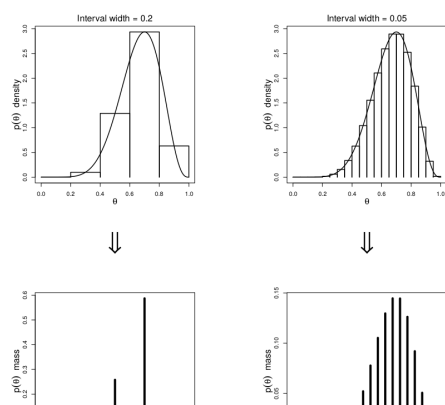 Interval width = 0.2
p(θ) density
0.0 0.5 1.0 1.5 2.0 2.5 3.0
0.0 0.2 0.4 0.6 0.8 1.0
θ
Interval width = 0.05
p(θ) density
0.0 0.5 1.0 1.5 2.0 2.5 3.0
0.0 0.2 0.4 0.6 0.8 1.0
θ
⇓ ⇓
p(θ) mass
0.2 0.3 0.4 0.5 0.6
p(θ) mass
0.05 0.10 0.15